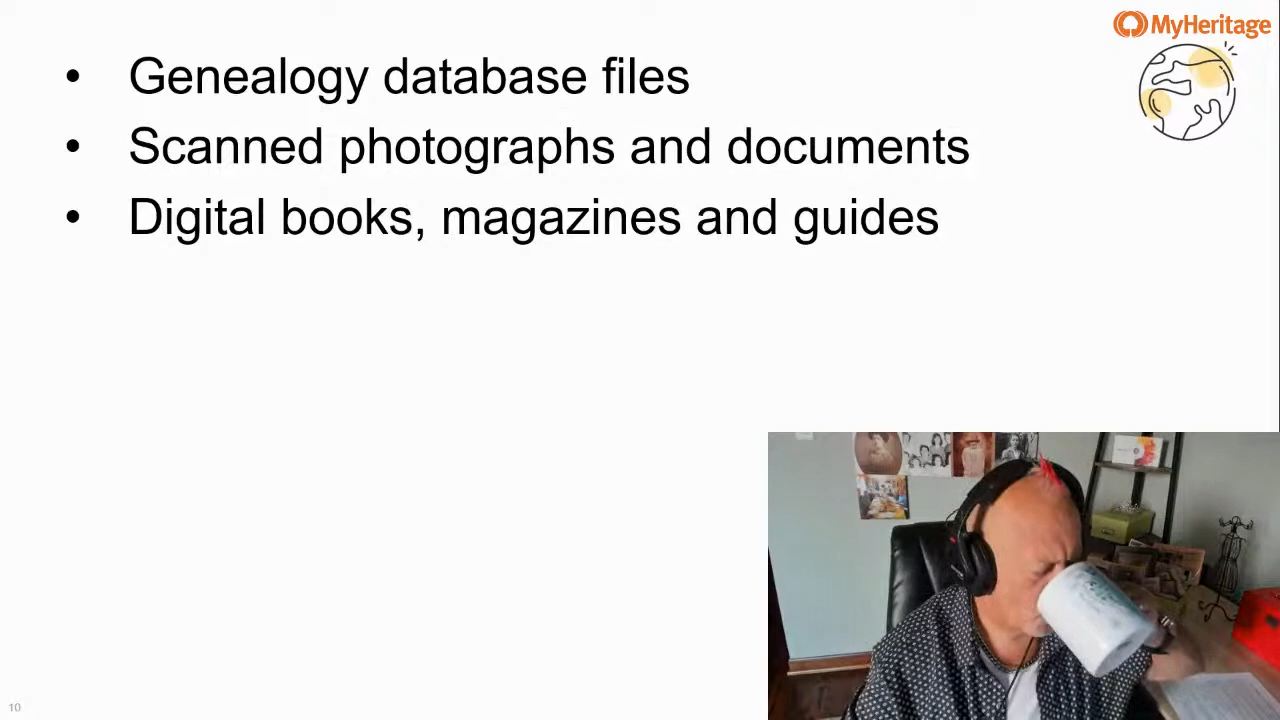 MyHeritage
• Genealogy database files
• Scanned photographs and documents
• Digital books, magazines and guides
10